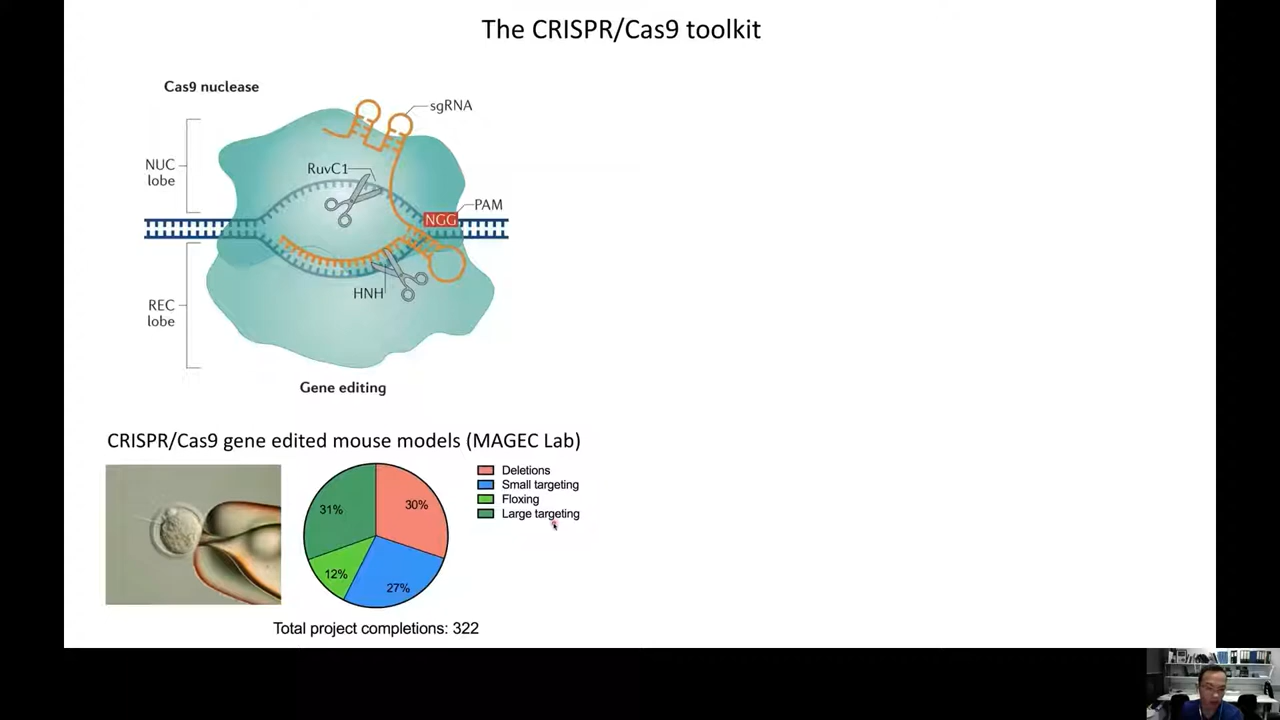 The CRISPR/Cas9 toolkit
Cas9 nuclease
sgRNA
NUC
lobe
RuvC1
PAM
NGG
REC
lobe
HNH
Gene editing
CRISPR/Cas9 gene edited mouse models (MAGEC Lab)
31%
30%
12%
27%
Deletions
Small targeting
Floxing
Large targeting
Total project completions: 322